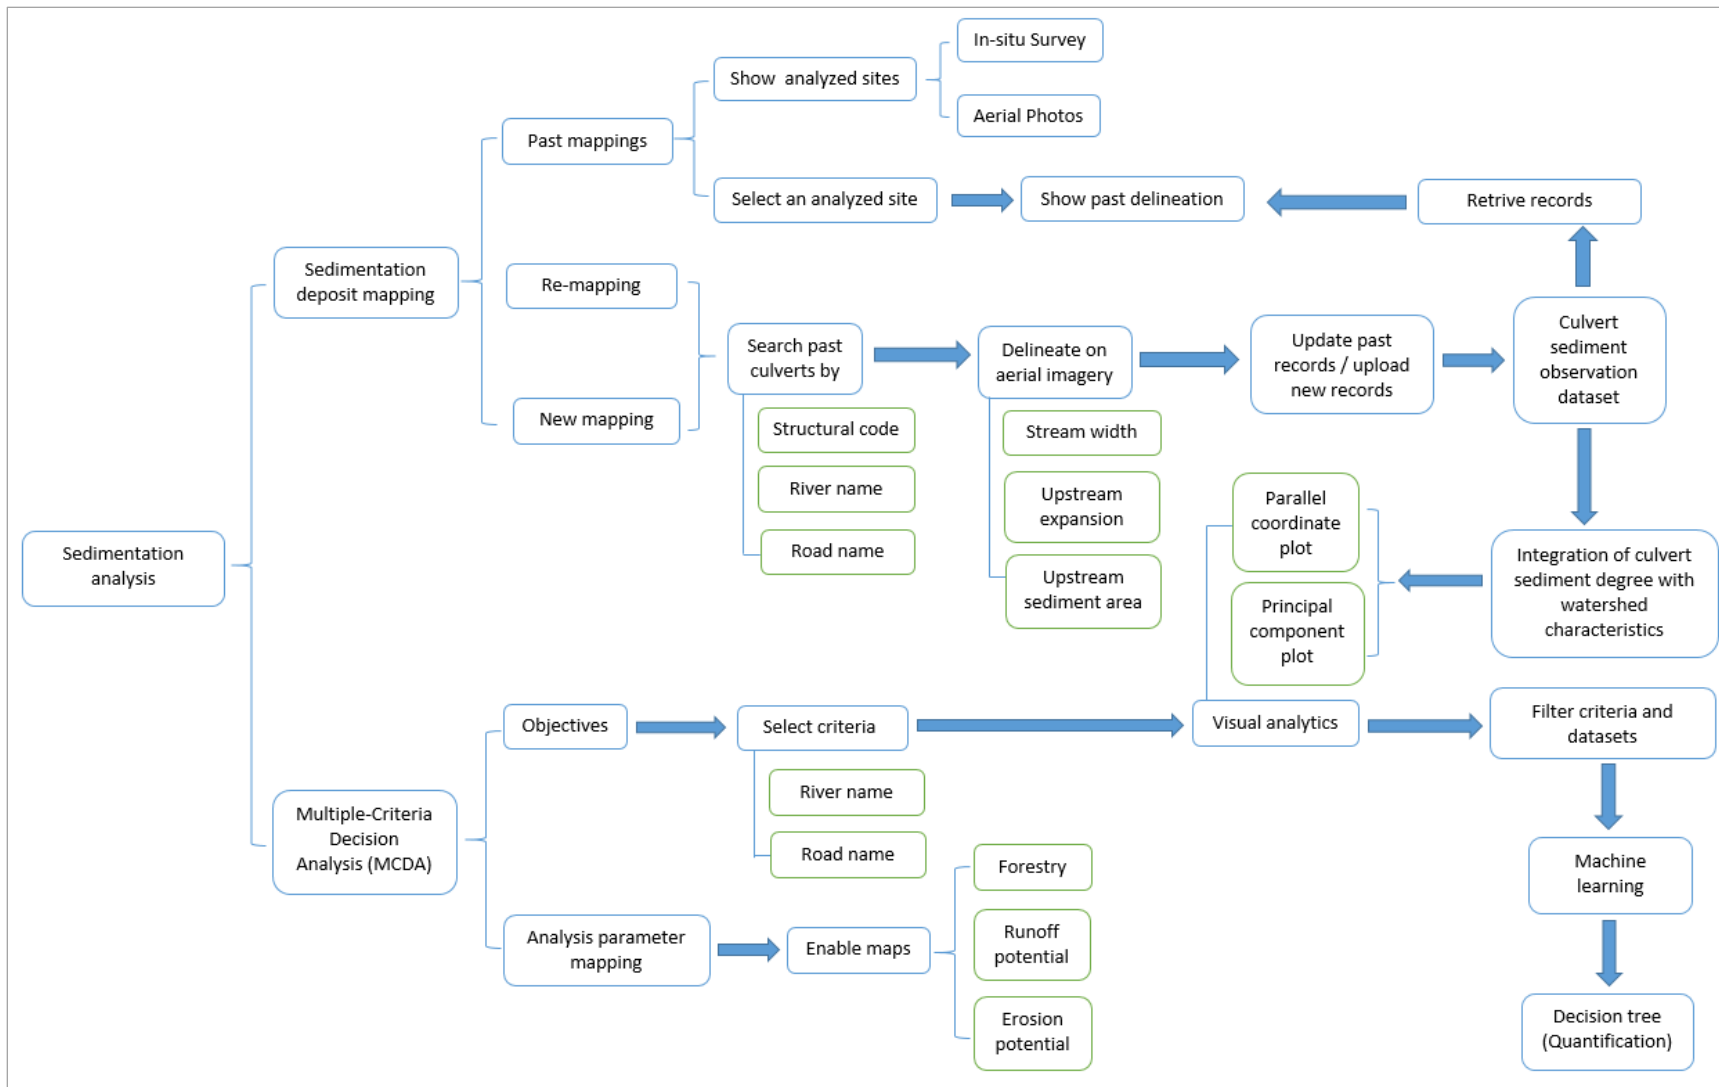 In-situ Survey
Show analyzed sites
Aerial Photos
Past mappings
Select an analyzed site
Show past delineation
Retrive records
Sedimentation
deposit mapping
Re-mapping
New mapping
Search past
culverts by
Structural code
River name
Road name
Delineate on
aerial imagery
Stream width
Upstream
expansion
Upstream
sediment area
Update past
records / upload
new records
Culvert
sediment
observation
dataset
Parallel
coordinate
plot
Principal
component
plot
Integration of culvert
sediment degree with
watershed
characteristics
Sedimentation
analysis
Objectives
Select criteria
River name
Road name
Visual analytics
Filter criteria and
datasets
Multiple-Criteria
Decision
Analysis (MCDA)
Analysis parameter
mapping
Enable maps
Forestry
Runoff
potential
Erosion
potential
Machine
learning
Decision tree
(Quantification)